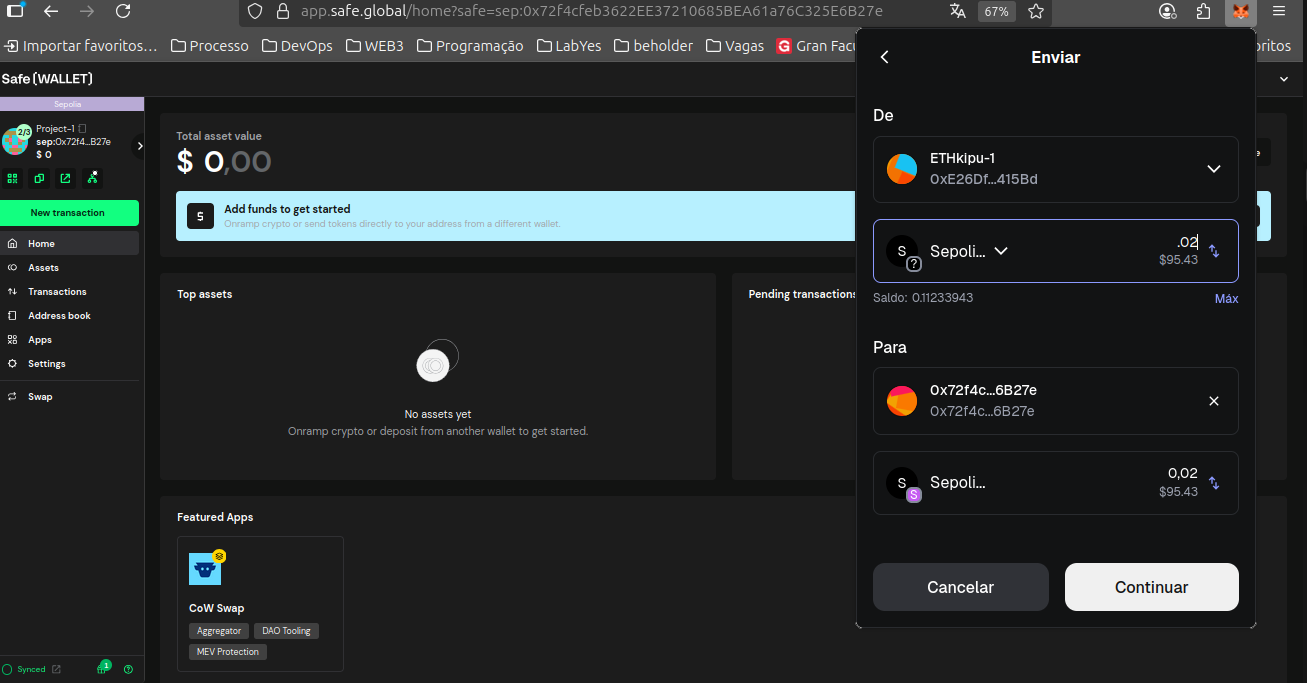 app.safe.global/home?safe=sep:0x72f4cfeb3622EE37210685BEA61a76C325E6B27e
67%
Importar favoritos…
Processo
DevOps
WEB3
Programação
LabYes
beholder
Vagas
G Gran Facu
oritos
Safe{WALLET}
Sepolia
2/3
Project-1
sep:0x72f4...B27e
$ 0
New transaction
Home
Assets
Transactions
Address book
Apps
Settings
Swap
Synced
1
Total asset value
$ 0,00
Add funds to get started
Onramp crypto or send tokens directly to your address from a different wallet.
Top assets
No assets yet
Onramp crypto or deposit from another wallet to get started.
Pending transactions
Featured Apps
CoW Swap
Aggregator
DAO Tooling
MEV Protection
Enviar
De
ETHkipu-1
0xE26Df...415Bd
S
?
Sepoli...
.02
$95.43
Saldo: 0.11233943
Máx
Para
0x72f4c...6B27e
0x72f4c...6B27e
S
S
Sepoli...
0,02
$95.43
Cancelar
Continuar